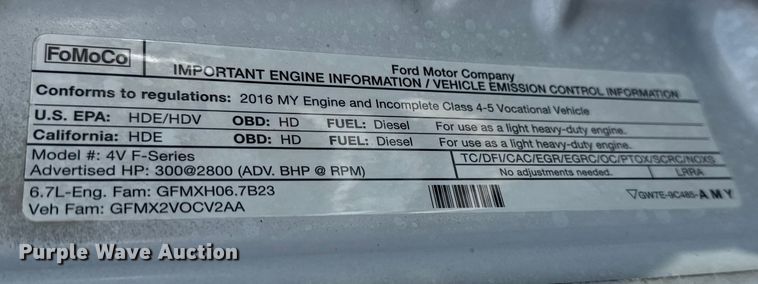 FoMoCo
Ford Motor Company
IMPORTANT ENGINE INFORMATION / VEHICLE EMISSION CONTROL INFORMATION
Conforms to regulations: 2016 MY Engine and Incomplete Class 4-5 Vocational Vehicle
U.S. EPA: HDE/HDV OBD: HD FUEL: Diesel For use as a light heavy-duty engine.
California: HDE OBD: HD FUEL: Diesel For use as a light heavy-duty engine.
Model #: 4V F-Series TC/DFI/CAC/EGR/EGRC/OC/PTOX/SCRC/NOXS
Advertised HP: 300@2800 (ADV. BHP @ RPM) No adjustments needed. LRRA
6.7L-Eng. Fam: GFMXH06.7B23
Veh Fam: GFMX2VOCV2AA GW7E-9C485-AMY
Purple Wave Auction